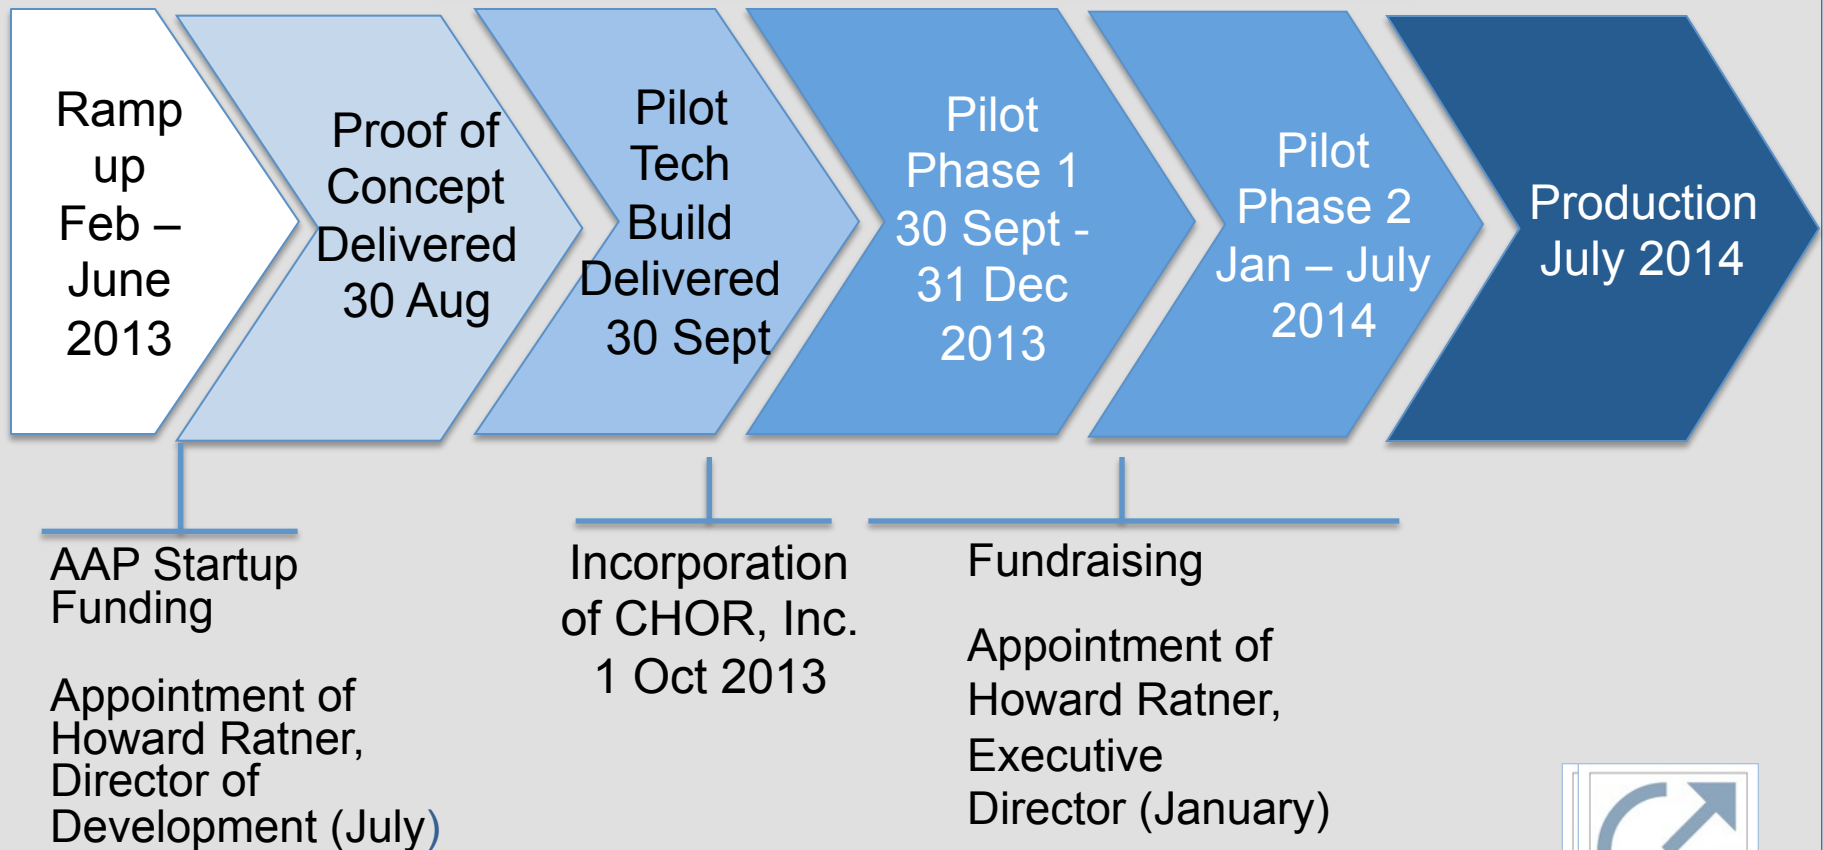 Ramp
up
Feb –
June
2013
Proof of
Concept
Delivered
30 Aug
Pilot
Tech
Build
Delivered
30 Sept
Pilot
Phase 1
30 Sept -
31 Dec
2013
Pilot
Phase 2
Jan – July
2014
Production
July 2014
AAP Startup
Funding
Appointment of
Howard Ratner,
Director of
Development (July)
Incorporation
of CHOR, Inc.
1 Oct 2013
Fundraising
Appointment of
Howard Ratner,
Executive
Director (January)